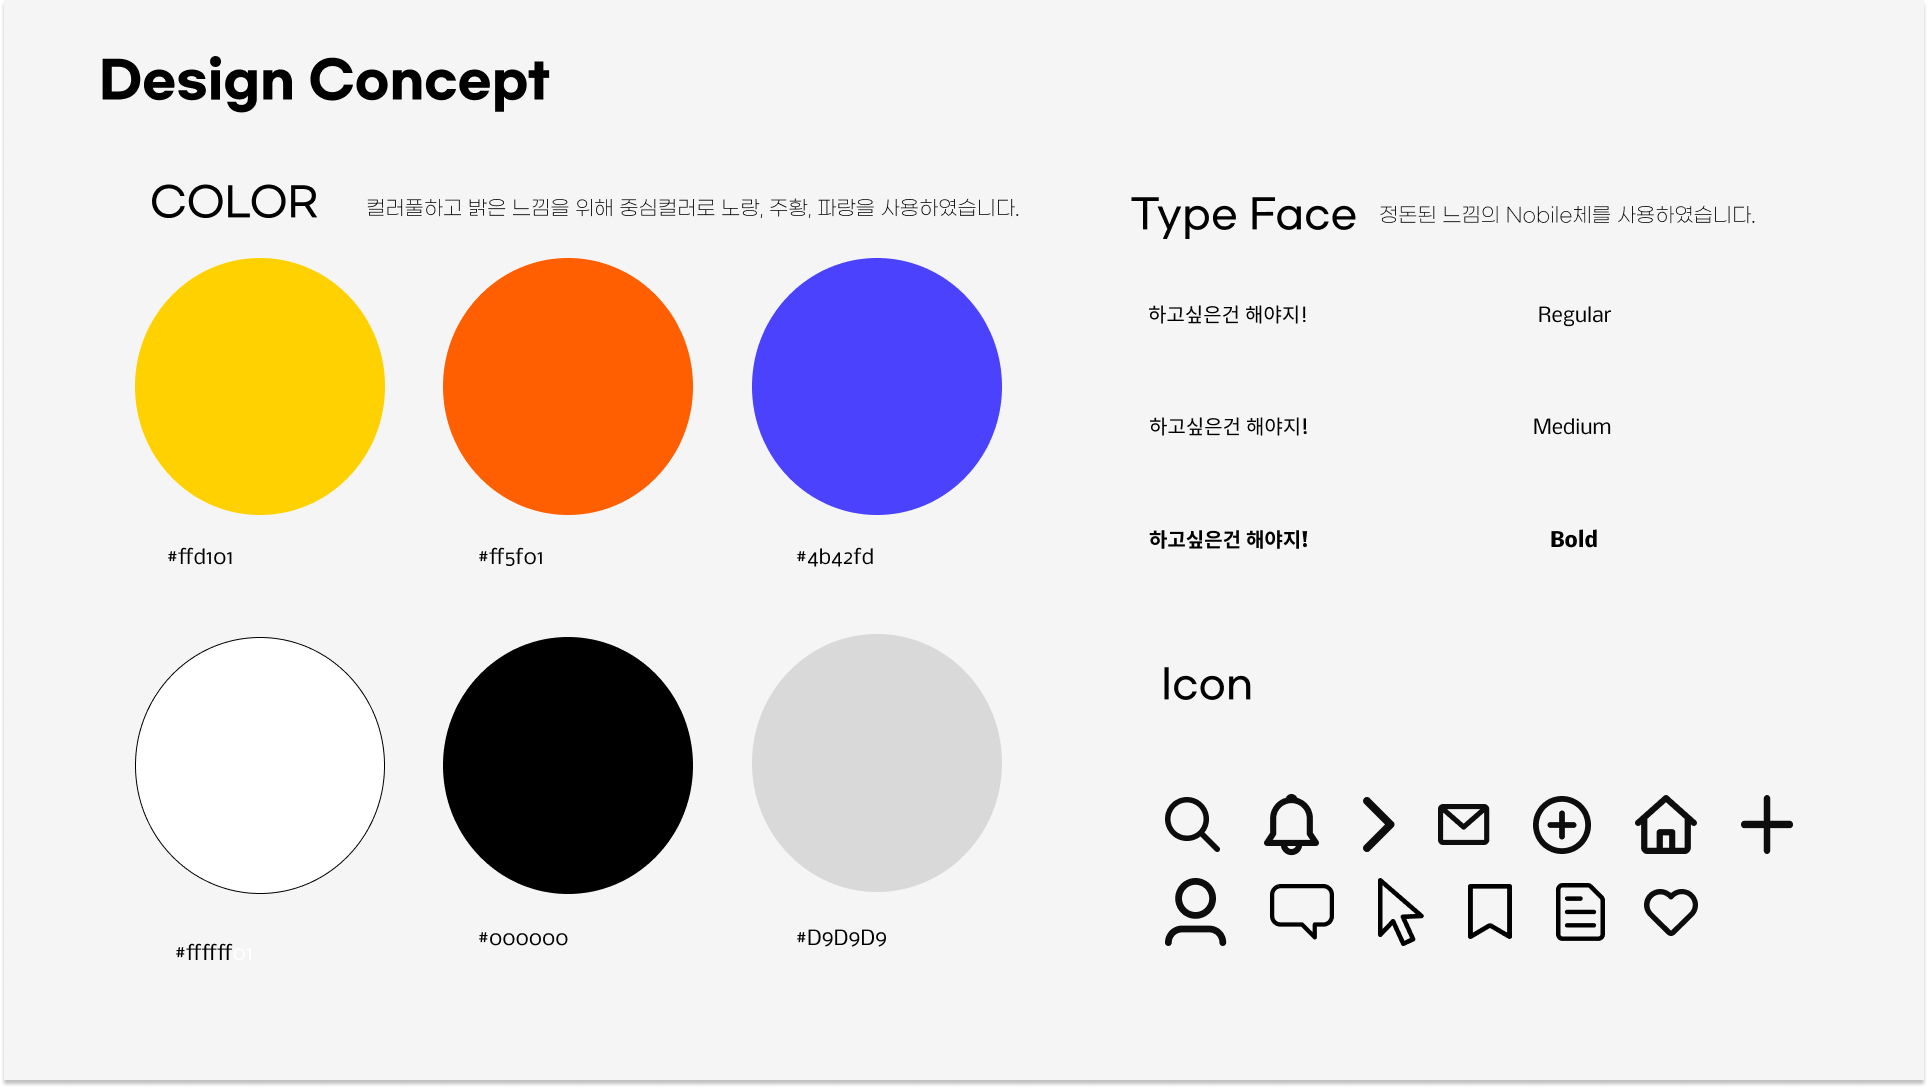 Design Concept
COLOR
컬러풀하고 밝은 느낌을 위해 중심컬러로 노랑, 주황, 파랑을 사용하였습니다.
#ffd101
#ff5f01
#4b42fd
#ffffff01
#000000
#D9D9D9
Type Face
정돈된 느낌의 Nobile체를 사용하였습니다.
하고싶은건 해야지! Regular
하고싶은건 해야지! Medium
하고싶은건 해야지! Bold
Icon